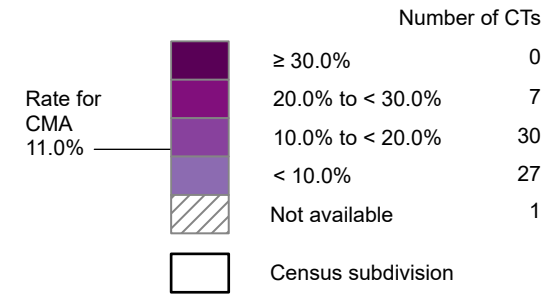 Number of CTs
≥ 30.0% 0
20.0% to < 30.0% 7
Rate for
CMA
11.0%
10.0% to < 20.0% 30
< 10.0% 27
Not available 1
Census subdivision